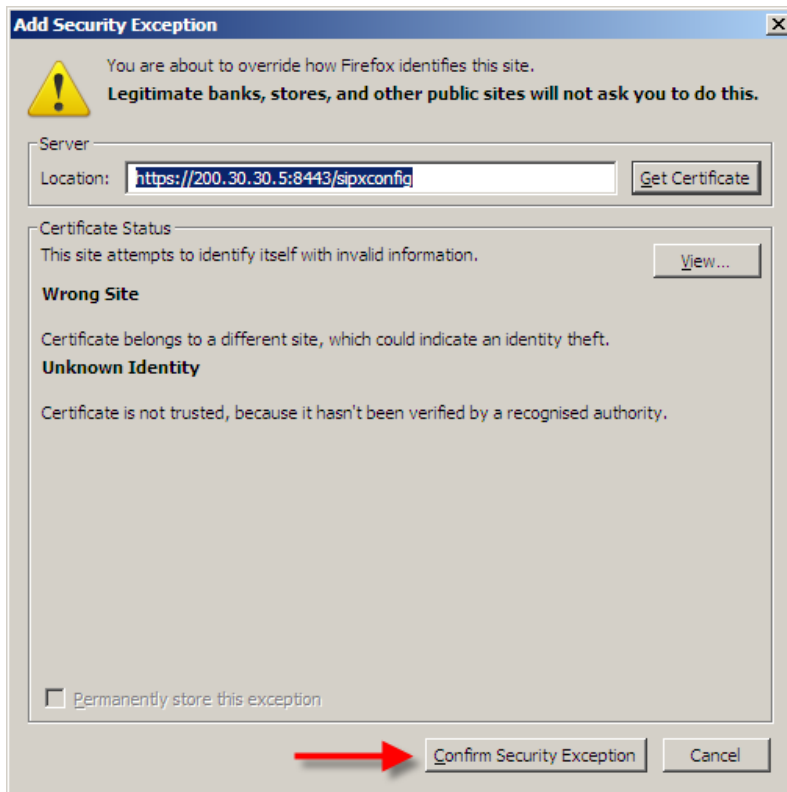 Add Security Exception
You are about to override how Firefox identifies this site.
Legitimate banks, stores, and other public sites will not ask you to do this.
Server
Location: https://200.30.30.5:8443/sipxconfig Get Certificate
Certificate Status
This site attempts to identify itself with invalid information.
View...
Wrong Site
Certificate belongs to a different site, which could indicate an identity theft.
Unknown Identity
Certificate is not trusted, because it hasn't been verified by a recognised authority.
Permanently store this exception
Confirm Security Exception Cancel